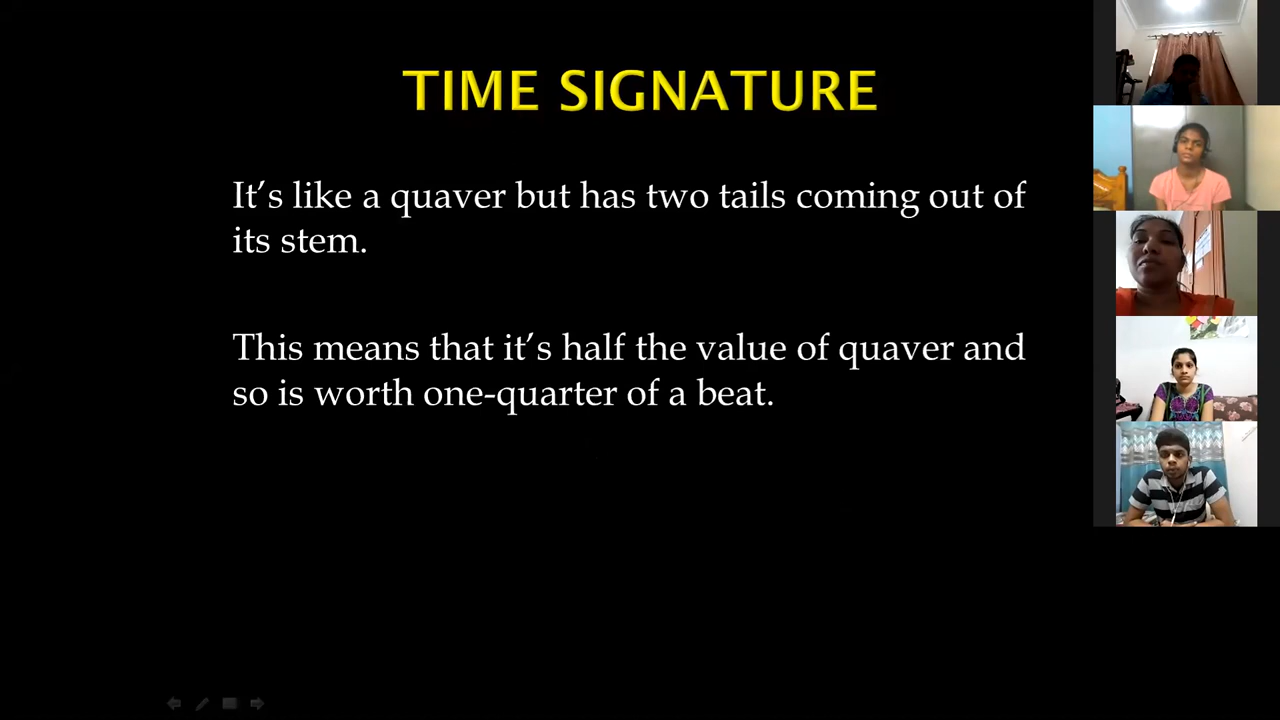 TIME SIGNATURE
It’s like a quaver but has two tails coming out of
its stem.
This means that it’s half the value of quaver and
so is worth one-quarter of a beat.